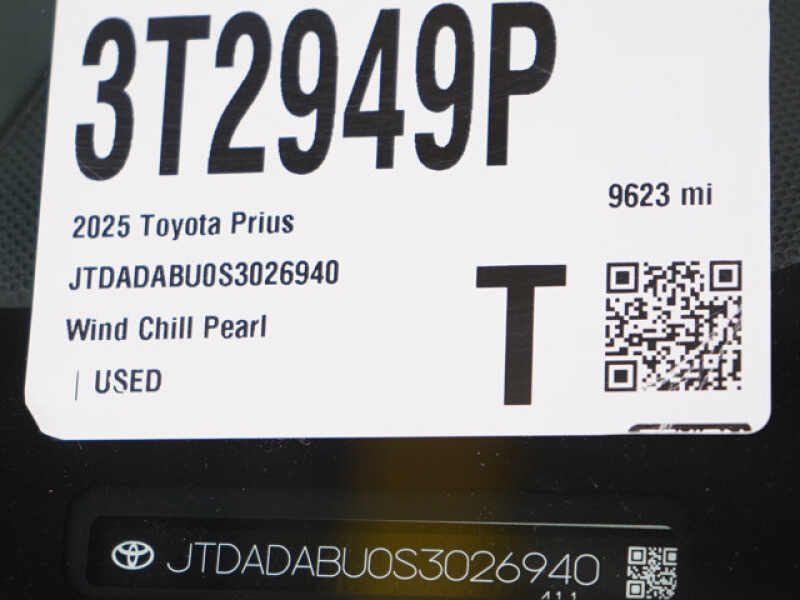 3T2949P
9623 mi
2025 Toyota Prius
JTDADABU0S3026940
T
Wind Chill Pearl
| USED
JTDADABU0S3026940